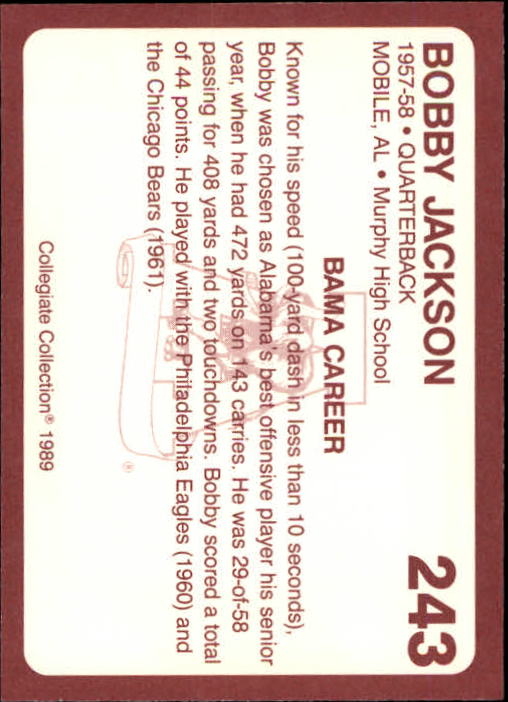 BOBBY JACKSON 243
1957-58 • QUARTERBACK
MOBILE, AL • Murphy High School
BAMA CAREER
Known for his speed (100-yard dash in less than 10 seconds),
Bobby was chosen as Alabama's best offensive player his senior
year, when he had 472 yards on 143 carries. He was 29-of-58
passing for 408 yards and two touchdowns. Bobby scored a total
of 44 points. He played with the Philadelphia Eagles (1960) and
the Chicago Bears (1961).
®
Collegiate Collection® 1989